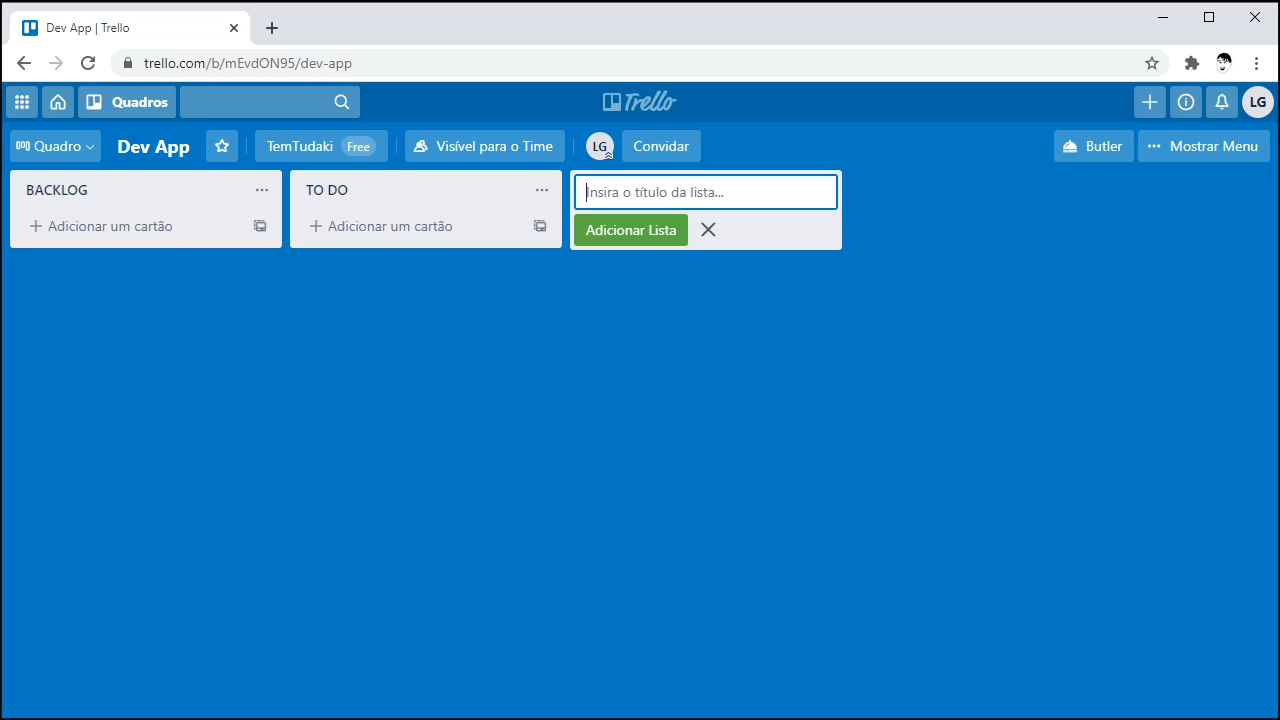 Dev App | Trello
trello.com/b/mEvdON95/dev-app
Quadros
Trello
LG
Quadro
Dev App
TemTudaki Free
Visível para o Time
LG
Convidar
Butler
Mostrar Menu
BACKLOG
Adicionar um cartão
TO DO
Adicionar um cartão
Insira o título da lista...
Adicionar Lista